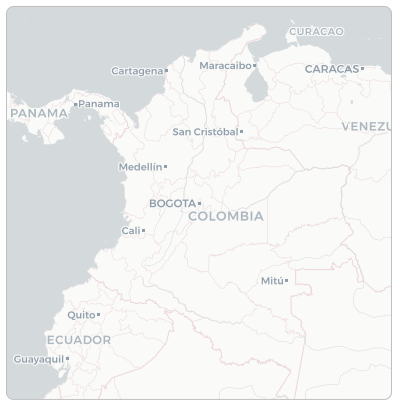 CURACAO
Maracaibo
CARACAS
Cartagena
Panama
PANAMA
VENEZU
San Cristóbal
Medellín
BOGOTA
COLOMBIA
Cali
Mitú
Quito
ECUADOR
Guayaquil